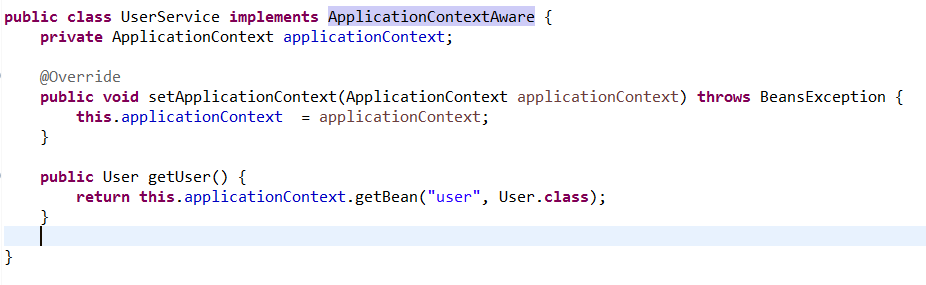 public class UserService implements ApplicationContextAware {
    private ApplicationContext applicationContext;
    @Override
    public void setApplicationContext(ApplicationContext applicationContext) throws BeansException {
        this.applicationContext  = applicationContext;
    }
    public User getUser() {
        return this.applicationContext.getBean("user", User.class);
    }
}